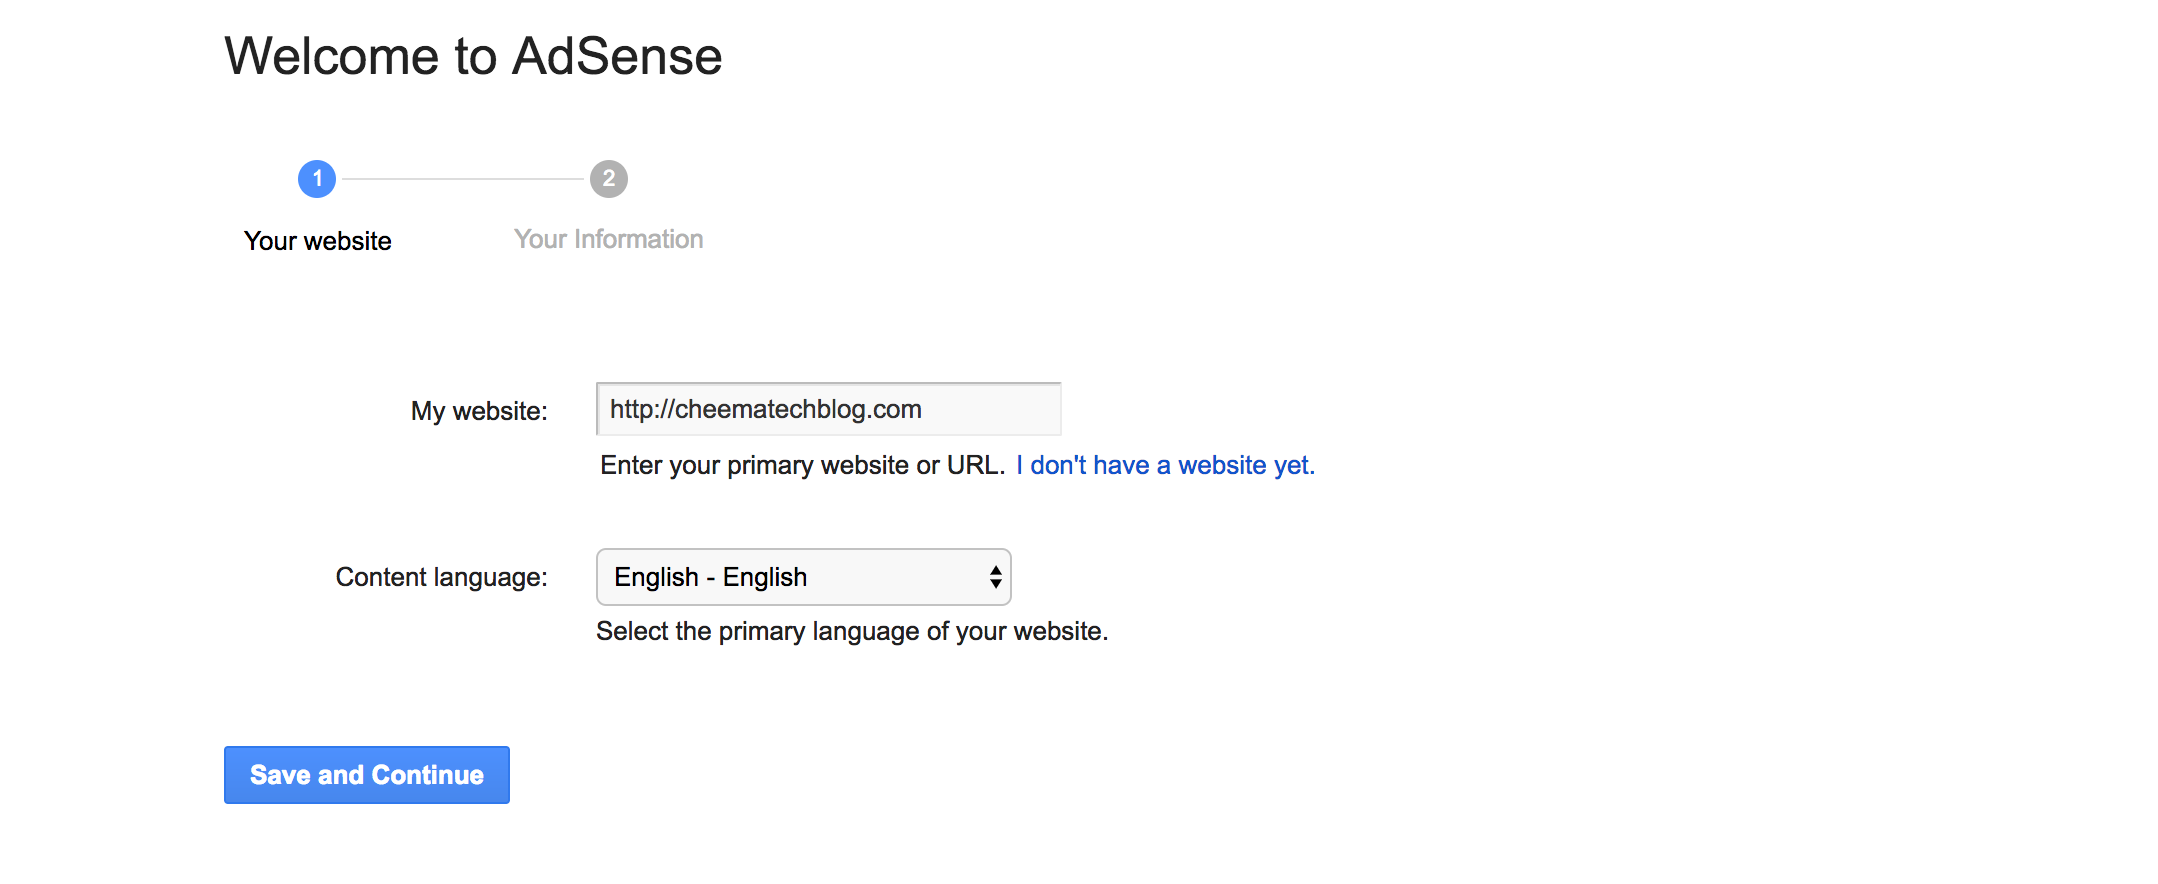 Welcome to AdSense
1 2
Your website Your Information
My website: http://cheematechblog.com
Enter your primary website or URL. I don't have a website yet.
Content language: English - English
Select the primary language of your website.
Save and Continue